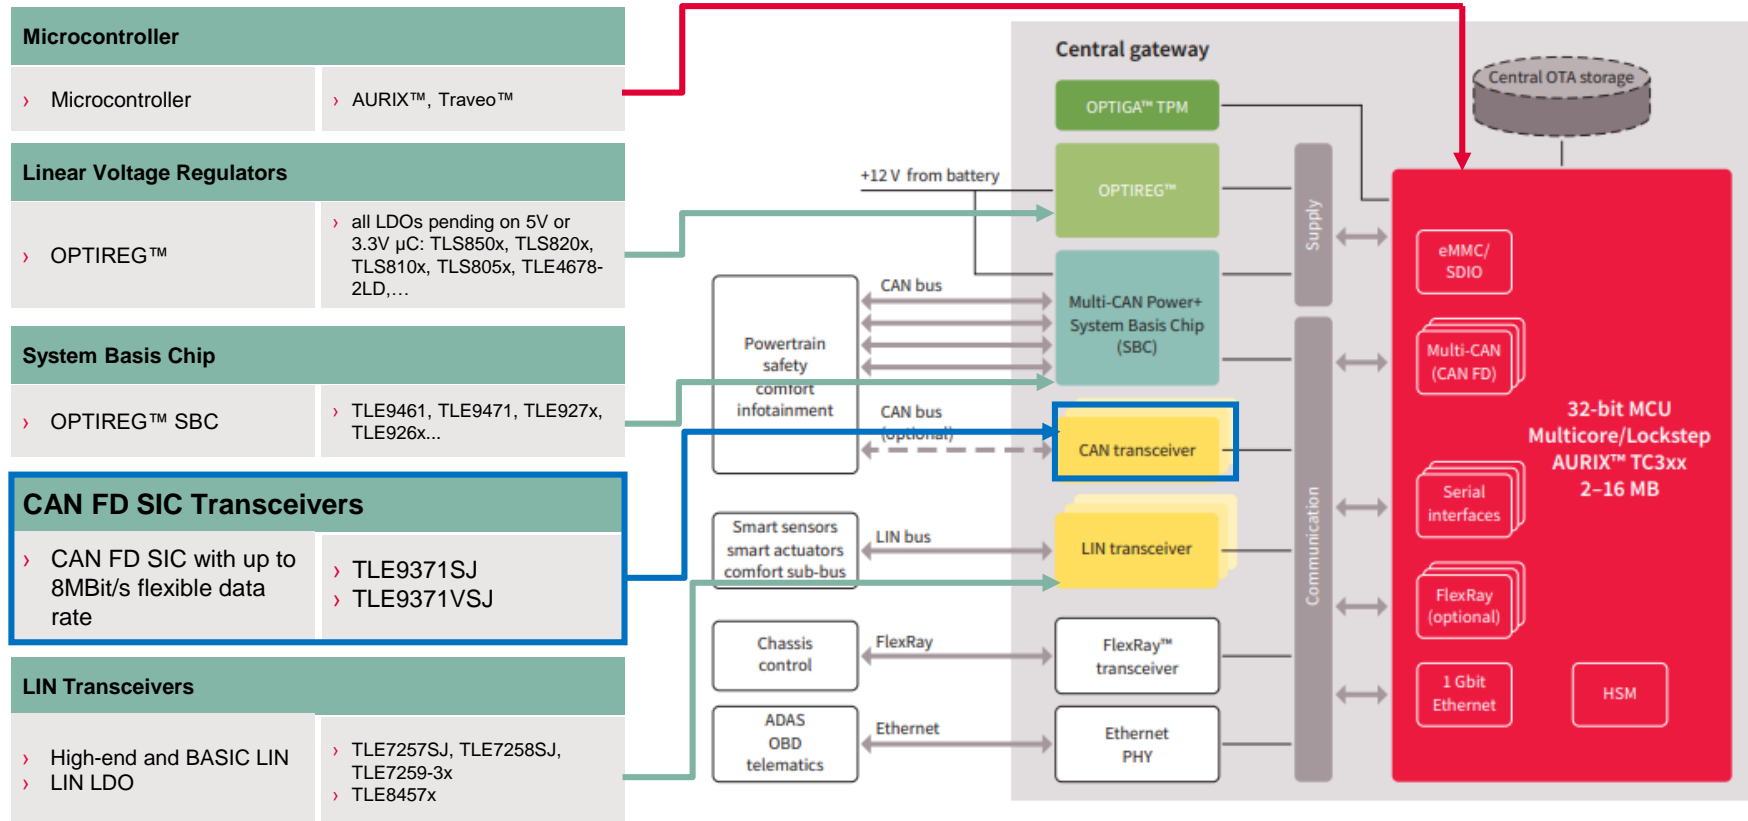 Microcontroller
› Microcontroller
› AURIX™, Traveo™
Linear Voltage Regulators
› OPTIREG™
› all LDOs pending on 5V or
3.3V µC: TLS850x, TLS820x,
TLS810x, TLS805x, TLE4678-
2LD,…
System Basis Chip
› OPTIREG™ SBC
› TLE9461, TLE9471, TLE927x,
TLE926x...
CAN FD SIC Transceivers
› CAN FD SIC with up to
8MBit/s flexible data
rate
› TLE9371SJ
› TLE9371VSJ
LIN Transceivers
› High-end and BASIC LIN
› LIN LDO
› TLE7257SJ, TLE7258SJ,
TLE7259-3x
› TLE8457x
Central gateway
OPTIGA™ TPM
+12 V from battery
OPTIREG™
Supply
CAN bus
Multi-CAN Power+
System Basis Chip
(SBC)
Powertrain
safety
comfort
infotainment
CAN bus
(optional)
CAN transceiver
Smart sensors
smart actuators
comfort sub-bus
LIN bus
LIN transceiver
Communication
Chassis
control
FlexRay
FlexRay™
transceiver
ADAS
OBD
telematics
Ethernet
Ethernet
PHY
Central OTA storage
eMMC/
SDIO
Multi-CAN
(CAN FD)
32-bit MCU
Multicore/Lockstep
AURIX™ TC3xx
2–16 MB
Serial
interfaces
FlexRay
(optional)
1 Gbit
Ethernet
HSM